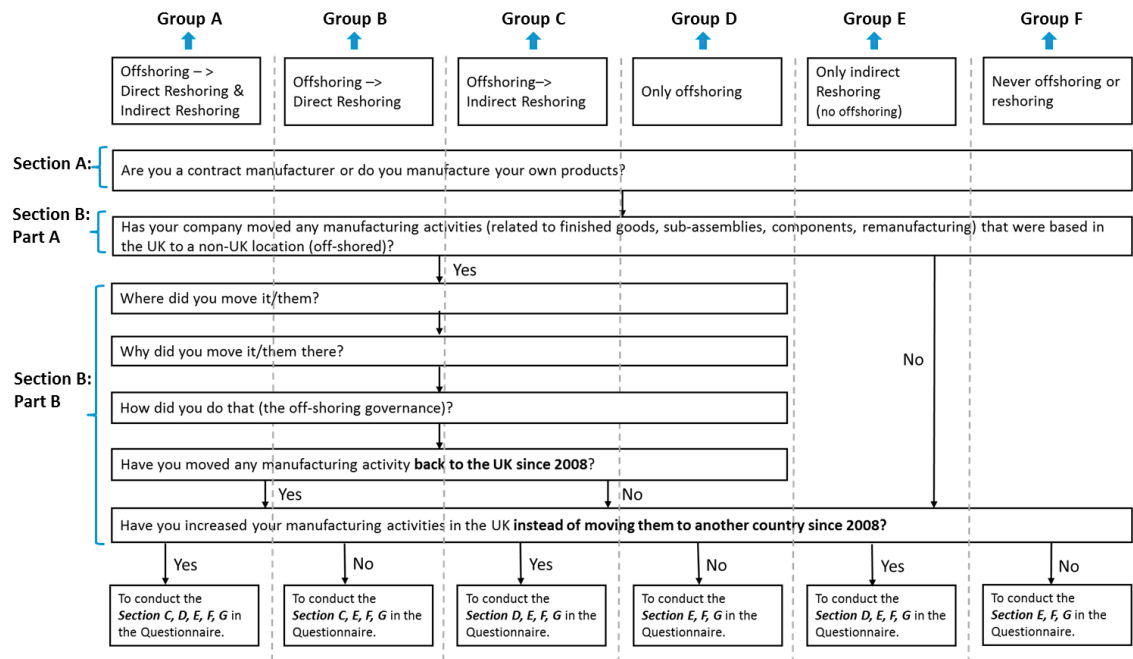 Group A
Group B
Group C
Group D
Group E
Group F
Offshoring – >
Direct Reshoring &
Indirect Reshoring
Offshoring –>
Direct Reshoring
Offshoring–>
Indirect Reshoring
Only offshoring
Only indirect
Reshoring
(no offshoring)
Never offshoring or
reshoring
Section A:
Are you a contract manufacturer or do you manufacture your own products?
Section B:
Part A
Has your company moved any manufacturing activities (related to finished goods, sub-assemblies, components, remanufacturing) that were based in
the UK to a non-UK location (off-shored)?
Yes
No
Section B:
Part B
Where did you move it/them?
Why did you move it/them there?
How did you do that (the off-shoring governance)?
Have you moved any manufacturing activity back to the UK since 2008?
Yes
No
Have you increased your manufacturing activities in the UK instead of moving them to another country since 2008?
Yes
No
Yes
No
Yes
No
To conduct the
Section C, D, E, F, G in
the Questionnaire.
To conduct the
Section C, E, F, G in the
Questionnaire.
To conduct the
Section D, E, F, G in the
Questionnaire.
To conduct the
Section E, F, G in the
Questionnaire.
To conduct the
Section D, E, F, G in the
Questionnaire.
To conduct the
Section E, F, G in the
Questionnaire.